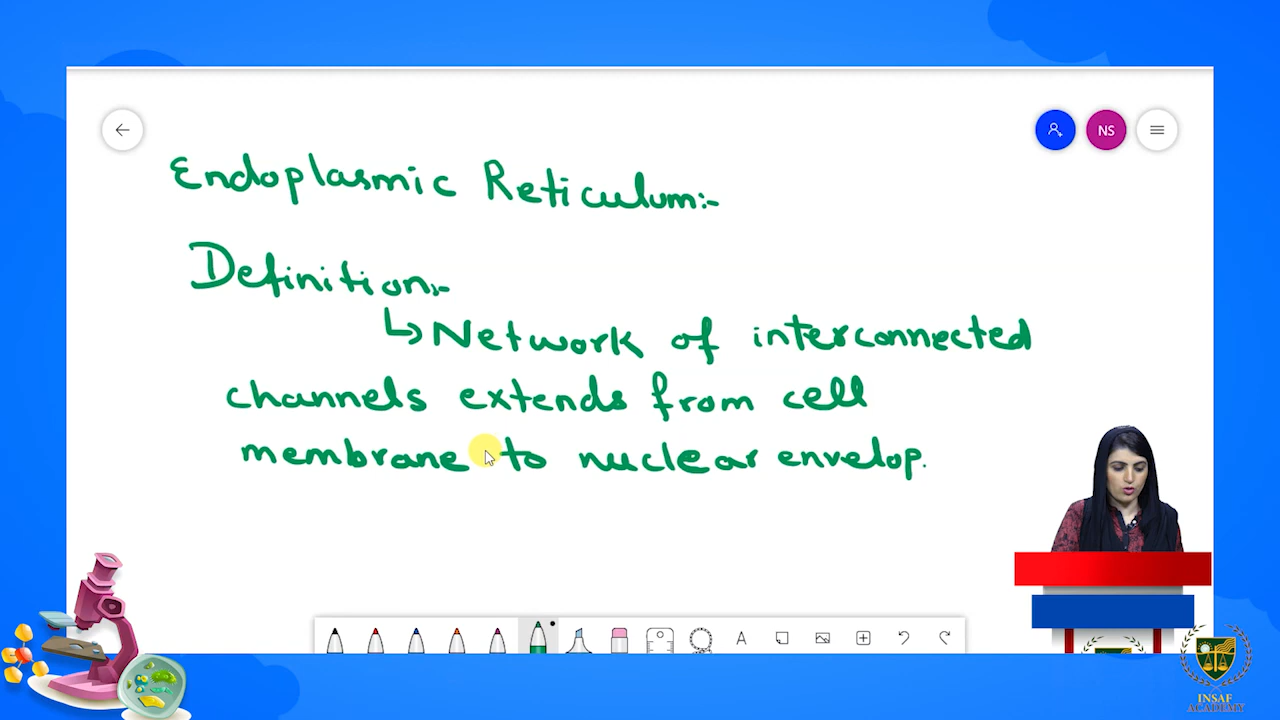 NS
Endoplasmic Reticulum:-
Definition:-
↳ Network of interconnected
channels extends from cell
membrane to nuclear envelop.
A
INSAF
ACADEMY